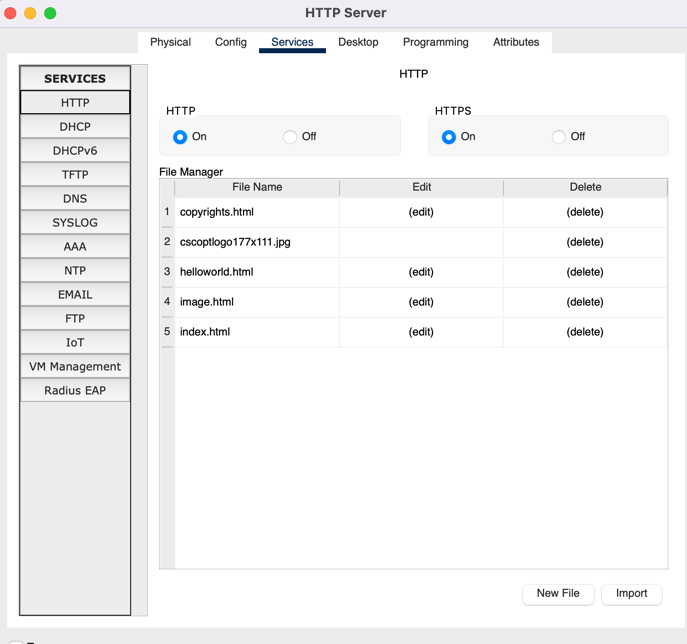 HTTP Server
Physical Config Services Desktop Programming Attributes
SERVICES
HTTP
DHCP
DHCPv6
TFTP
DNS
SYSLOG
AAA
NTP
EMAIL
FTP
IoT
VM Management
Radius EAP
HTTP
HTTP
On Off
HTTPS
On Off
File Manager
File Name Edit Delete
1 copyrights.html (edit) (delete)
2 cscoptlogo177x111.jpg (delete)
3 helloworld.html (edit) (delete)
4 image.html (edit) (delete)
5 index.html (edit) (delete)
New File Import